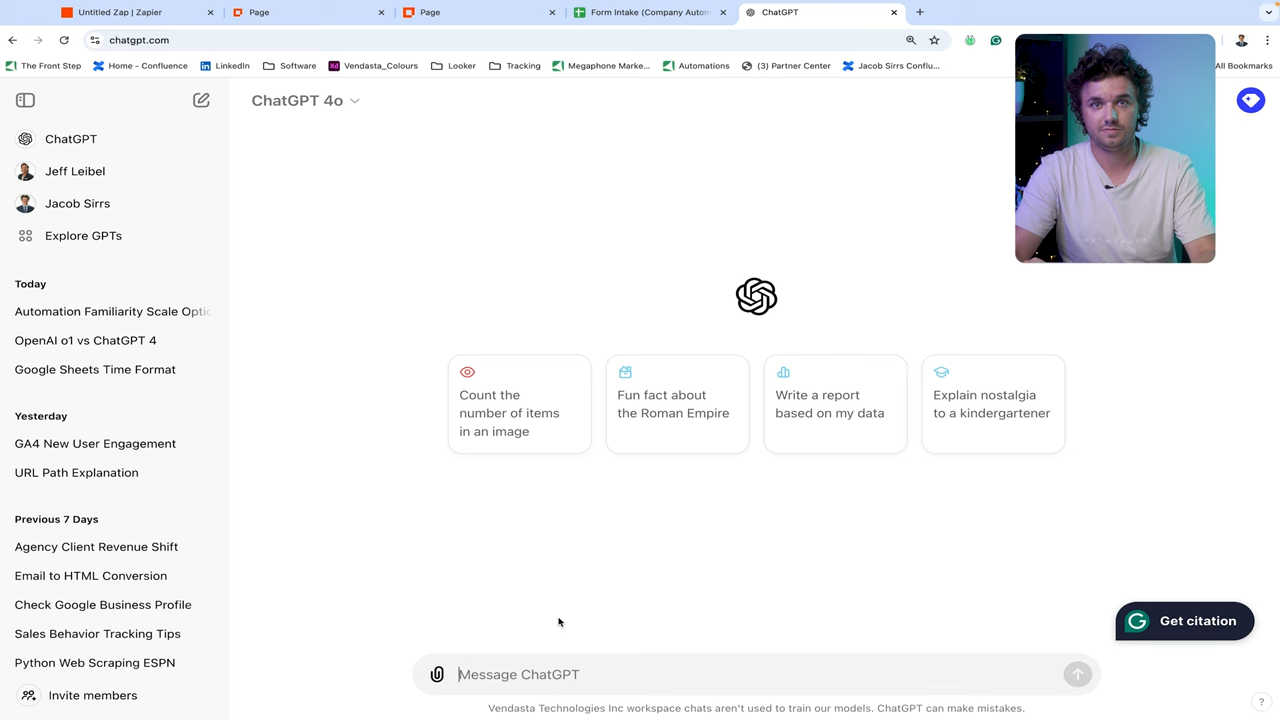 Untitled Zap | Zapier
Page
Page
Form Intake (Company Autom
ChatGPT
chatgpt.com
The Front Step
Home - Confluence
LinkedIn
Software
Vendasta_Colours
Looker
Tracking
Megaphone Marke...
Automations
(3) Partner Center
Jacob Sirrs Conflu...
All Bookmarks
ChatGPT 4o
ChatGPT
Jeff Leibel
Jacob Sirrs
Explore GPTs
Today
Automation Familiarity Scale Optio
OpenAI o1 vs ChatGPT 4
Google Sheets Time Format
Yesterday
GA4 New User Engagement
URL Path Explanation
Previous 7 Days
Agency Client Revenue Shift
Email to HTML Conversion
Check Google Business Profile
Sales Behavior Tracking Tips
Python Web Scraping ESPN
Invite members
Count the
number of items
in an image
Fun fact about
the Roman Empire
Write a report
based on my data
Explain nostalgia
to a kindergartener
Get citation
Message ChatGPT
Vendasta Technologies Inc workspace chats aren't used to train our models. ChatGPT can make mistakes.
?